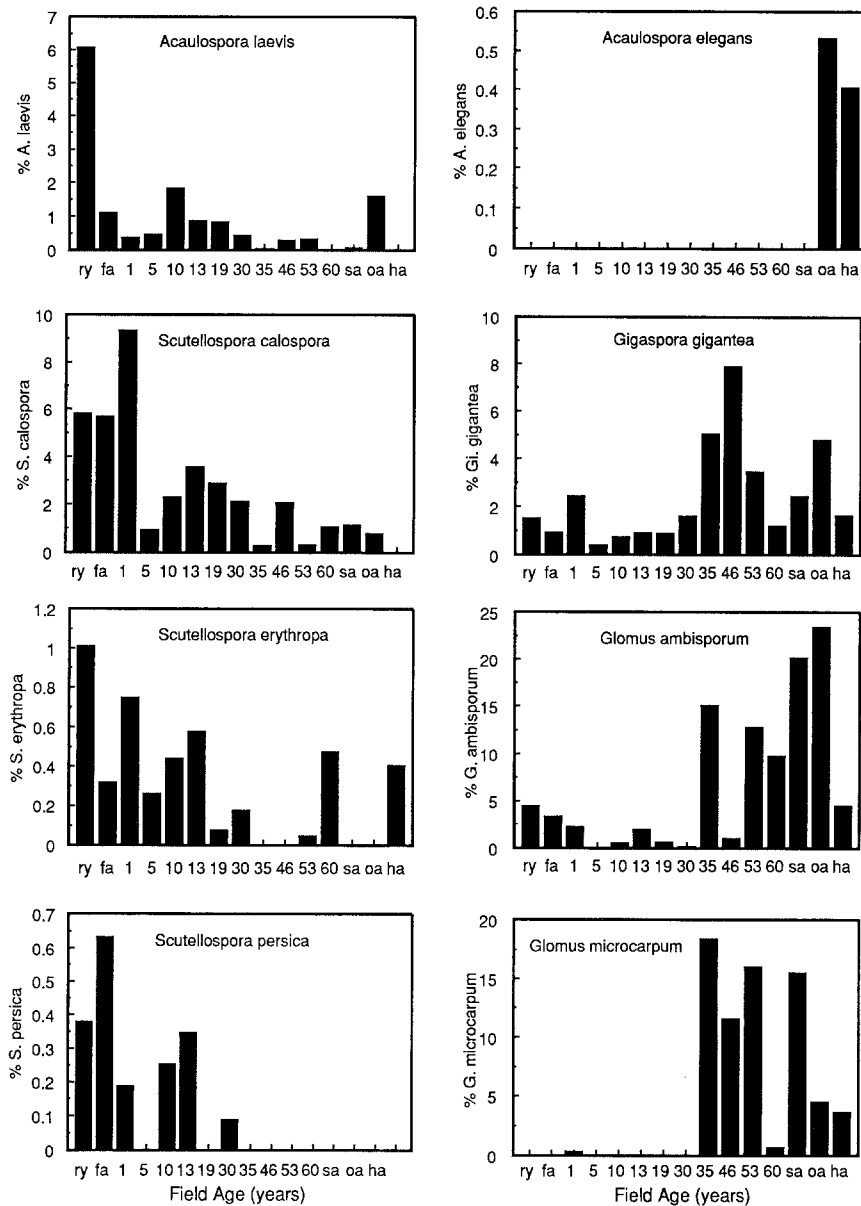 Acaulospora laevis
% A. laevis
7
6
5
4
3
2
1
0
ry fa 1 5 10 13 19 30 35 46 53 60 sa oa ha
Acaulospora elegans
% A. elegans
0.6
0.5
0.4
0.3
0.2
0.1
0
ry fa 1 5 10 13 19 30 35 46 53 60 sa oa ha
Scutellospora calospora
% S. calospora
10
8
6
4
2
0
ry fa 1 5 10 13 19 30 35 46 53 60 sa oa ha
Gigaspora gigantea
% Gi. gigantea
10
8
6
4
2
0
ry fa 1 5 10 13 19 30 35 46 53 60 sa oa ha
Scutellospora erythropa
% S. erythropa
1.2
1
0.8
0.6
0.4
0.2
0
ry fa 1 5 10 13 19 30 35 46 53 60 sa oa ha
Glomus ambisporum
% G. ambisporum
25
20
15
10
5
0
ry fa 1 5 10 13 19 30 35 46 53 60 sa oa ha
Scutellospora persica
% S. persica
0.7
0.6
0.5
0.4
0.3
0.2
0.1
0
ry fa 1 5 10 13 19 30 35 46 53 60 sa oa ha
Field Age (years)
Glomus microcarpum
% G. microcarpum
20
15
10
5
0
ry fa 1 5 10 13 19 30 35 46 53 60 sa oa ha
Field Age (years)